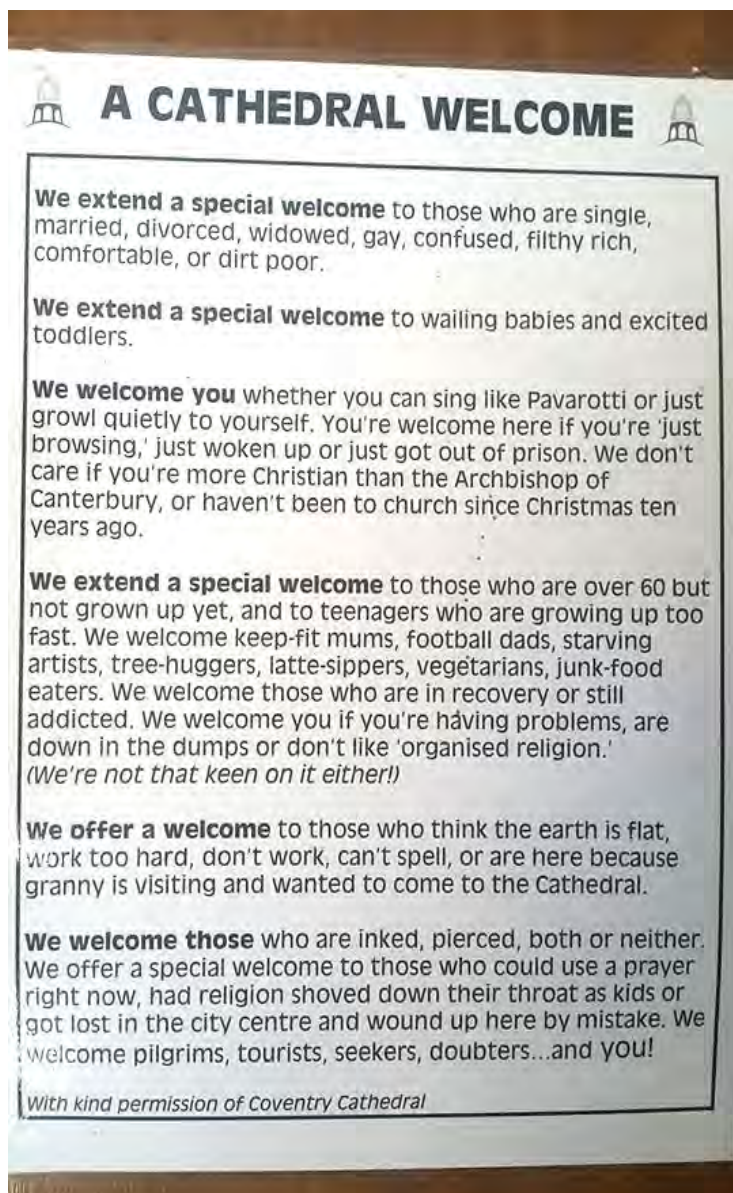 A CATHEDRAL WELCOME
We extend a special welcome to those who are single,
married, divorced, widowed, gay, confused, filthy rich,
comfortable, or dirt poor.
We extend a special welcome to wailing babies and excited
toddlers.
We welcome you whether you can sing like Pavarotti or just
growl quietly to yourself. You're welcome here if you're 'just
browsing,' just woken up or just got out of prison. We don't
care if you're more Christian than the Archbishop of
Canterbury, or haven't been to church since Christmas ten
years ago.
We extend a special welcome to those who are over 60 but
not grown up yet, and to teenagers who are growing up too
fast. We welcome keep-fit mums, football dads, starving
artists, tree-huggers, latte-sippers, vegetarians, junk-food
eaters. We welcome those who are in recovery or still
addicted. We welcome you if you're having problems, are
down in the dumps or don't like 'organised religion.'
(We're not that keen on it either!)
We offer a welcome to those who think the earth is flat,
work too hard, don't work, can't spell, or are here because
granny is visiting and wanted to come to the Cathedral.
We welcome those who are inked, pierced, both or neither.
We offer a special welcome to those who could use a prayer
right now, had religion shoved down their throat as kids or
got lost in the city centre and wound up here by mistake. We
welcome pilgrims, tourists, seekers, doubters...and you!
With kind permission of Coventry Cathedral